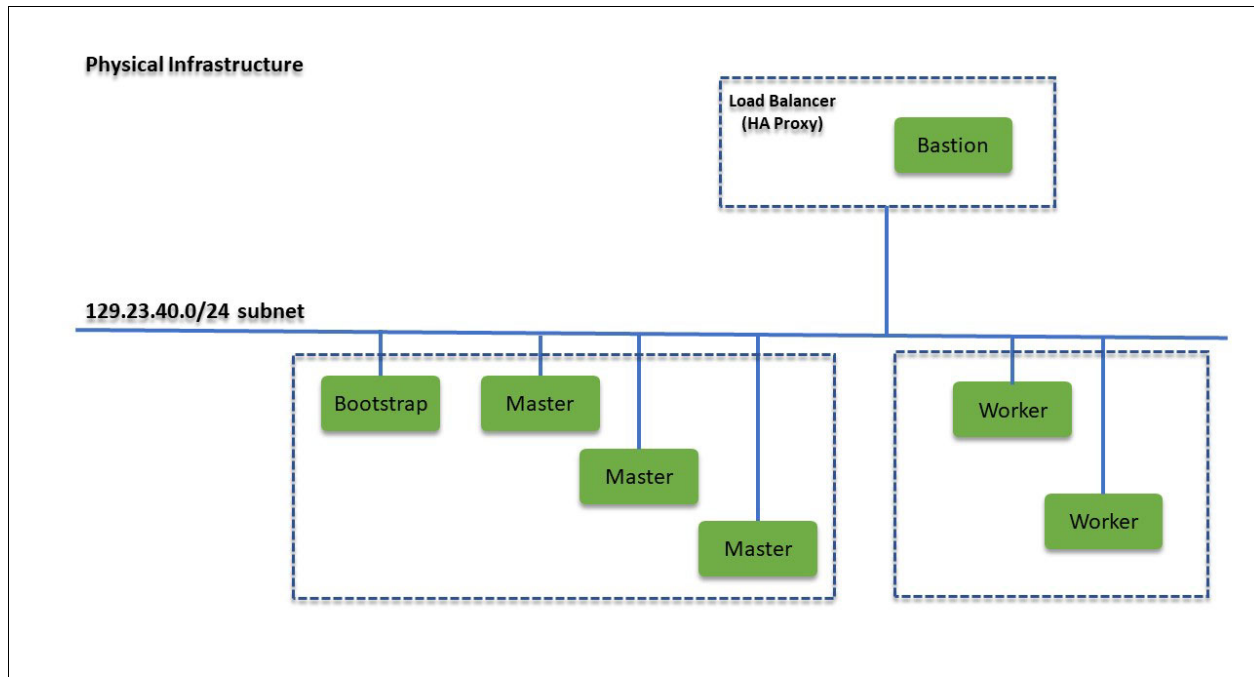 Physical Infrastructure
Load Balancer
(HA Proxy)
Bastion
129.23.40.0/24 subnet
Bootstrap
Master
Master
Master
Worker
Worker